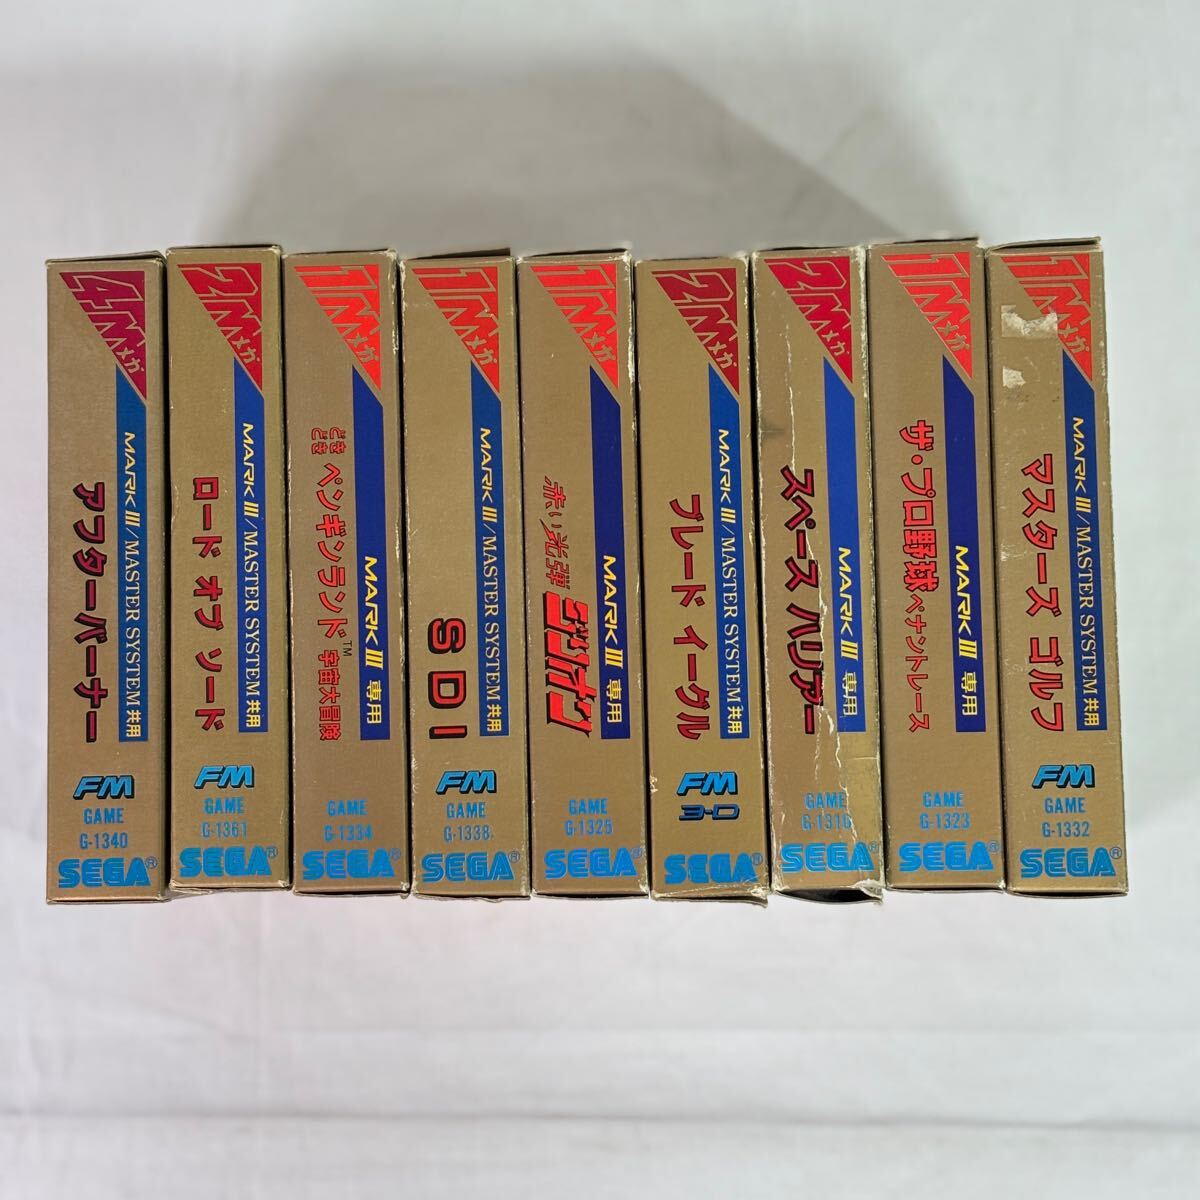 4Mメガ
MARK III/MASTER SYSTEM 共用
アフターバーナー
FM
GAME
G-1340
SEGA®
2Mメガ
MARK III/MASTER SYSTEM 共用
ロード オブ ソード
FM
GAME
G-1361
SEGA®
1Mメガ
MARK III 専用
どきどき ペンギンランド™ 宇宙大冒険
GAME
G-1334
SEGA®
1Mメガ
MARK III/MASTER SYSTEM 共用
SDI
FM
GAME
G-1338
SEGA®
1Mメガ
MARK III 専用
赤い光弾 ジリオン
GAME
G-1325
SEGA®
2Mメガ
MARK III/MASTER SYSTEM 共用
ブレード イーグル
FM
3-D
SEGA®
2Mメガ
MARK III 専用
スペース ハリアー
GAME
G-1310
SEGA®
1Mメガ
MARK III 専用
ザ・プロ野球 ペナントレース
GAME
G-1323
SEGA®
1Mメガ
MARK III/MASTER SYSTEM 共用
マスターズ ゴルフ
FM
GAME
G-1332
SEGA®